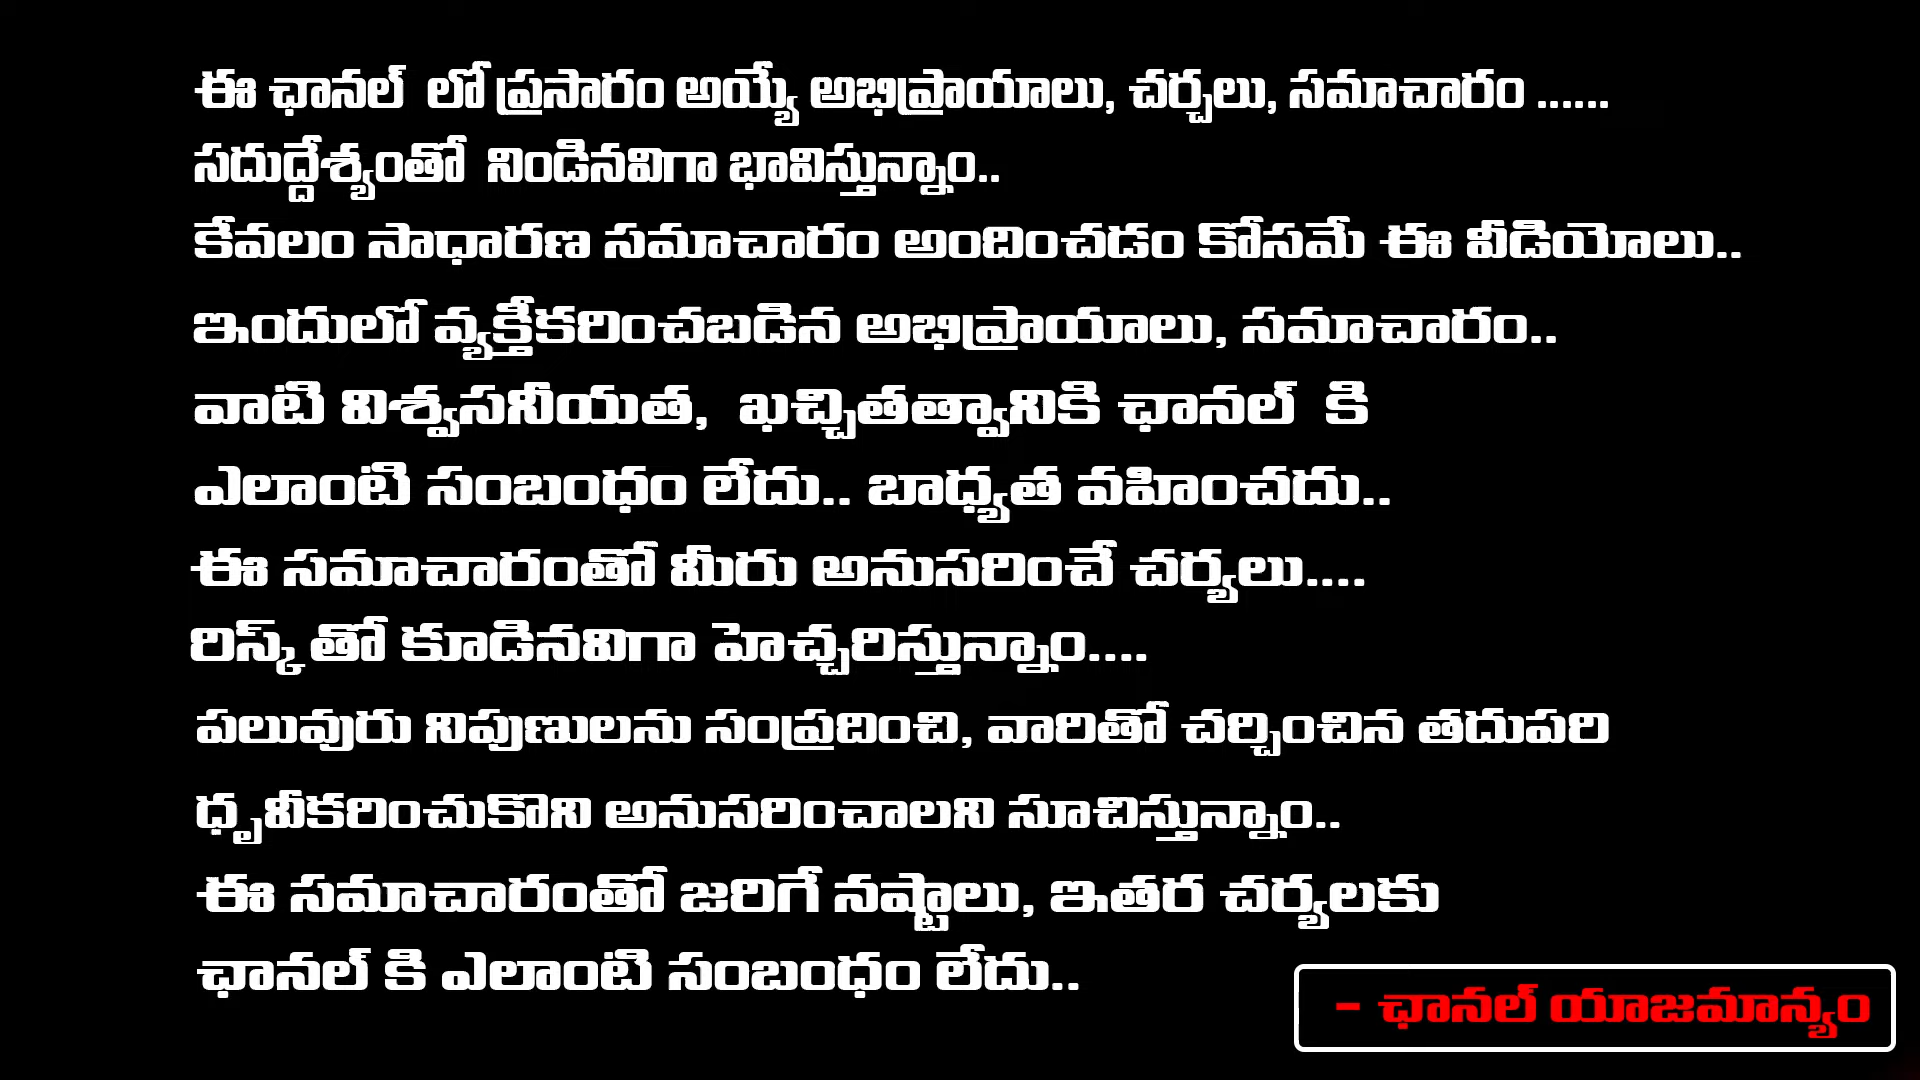 ఈ ఛానల్ లో ప్రసారం అయ్యే అభిప్రాయాలు, చర్చలు, సమాచారం ......
సదుద్దేశ్యంతో నిండినవిగా భావిస్తున్నాం..
కేవలం సాధారణ సమాచారం అందించడం కోసమే ఈ వీడియోలు..
ఇందులో వ్యక్తీకరించబడిన అభిప్రాయాలు, సమాచారం..
వాటి విశ్వసనీయత, ఖచ్చితత్వానికి ఛానల్ కి
ఎలాంటి సంబంధం లేదు.. బాధ్యత వహించదు..
ఈ సమాచారంతో మీరు అనుసరించే చర్యలు....
రిస్క్ తో కూడినవిగా హెచ్చరిస్తున్నాం....
పలువురు నిపుణులను సంప్రదించి, వారితో చర్చించిన తదుపరి
ధృవీకరించుకొని అనుసరించాలని సూచిస్తున్నాం..
ఈ సమాచారంతో జరిగే నష్టాలు, ఇతర చర్యలకు
ఛానల్ కి ఎలాంటి సంబంధం లేదు..
- ఛానల్ యాజమాన్యం